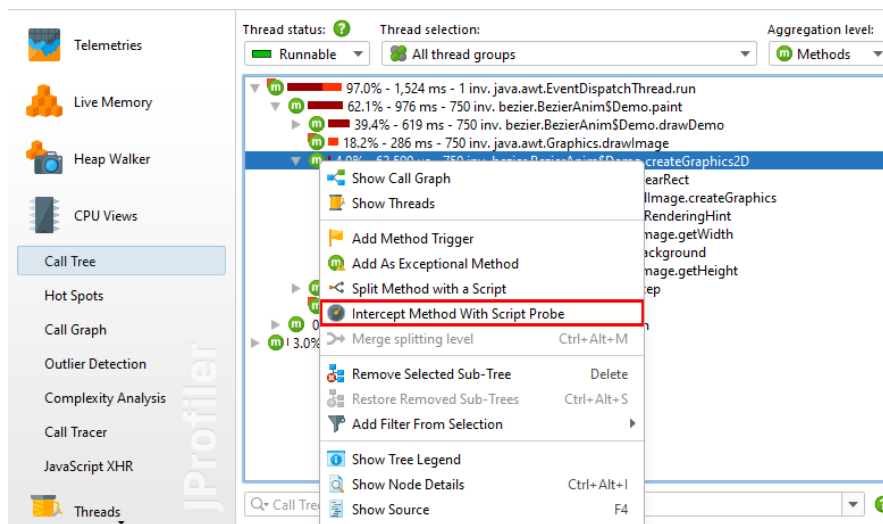 Thread status:
Thread selection:
Aggregation level:
Runnable
All thread groups
Methods
Telemetries
Live Memory
Heap Walker
CPU Views
Call Tree
Hot Spots
Call Graph
Outlier Detection
Complexity Analysis
Call Tracer
JavaScript XHR
Threads
JProfiler
97.0% - 1,524 ms - 1 inv. java.awt.EventDispatchThread.run
62.1% - 976 ms - 750 inv. bezier.BezierAnim$Demo.paint
39.4% - 619 ms - 750 inv. bezier.BezierAnim$Demo.drawDemo
18.2% - 286 ms - 750 inv. java.awt.Graphics.drawImage
750 inv. bezier.BezierAnim$Demo.createGraphics2D
earRect
Image.createGraphics
RenderingHint
mage.getWidth
ackground
mage.getHeight
ep
0
3.0%
Show Call Graph
Show Threads
Add Method Trigger
Add As Exceptional Method
Split Method with a Script
Intercept Method With Script Probe
Merge splitting level Ctrl+Alt+M
Remove Selected Sub-Tree Delete
Restore Removed Sub-Trees Ctrl+Alt+S
Add Filter From Selection
Show Tree Legend
Show Node Details Ctrl+Alt+I
Show Source F4
Call Tree